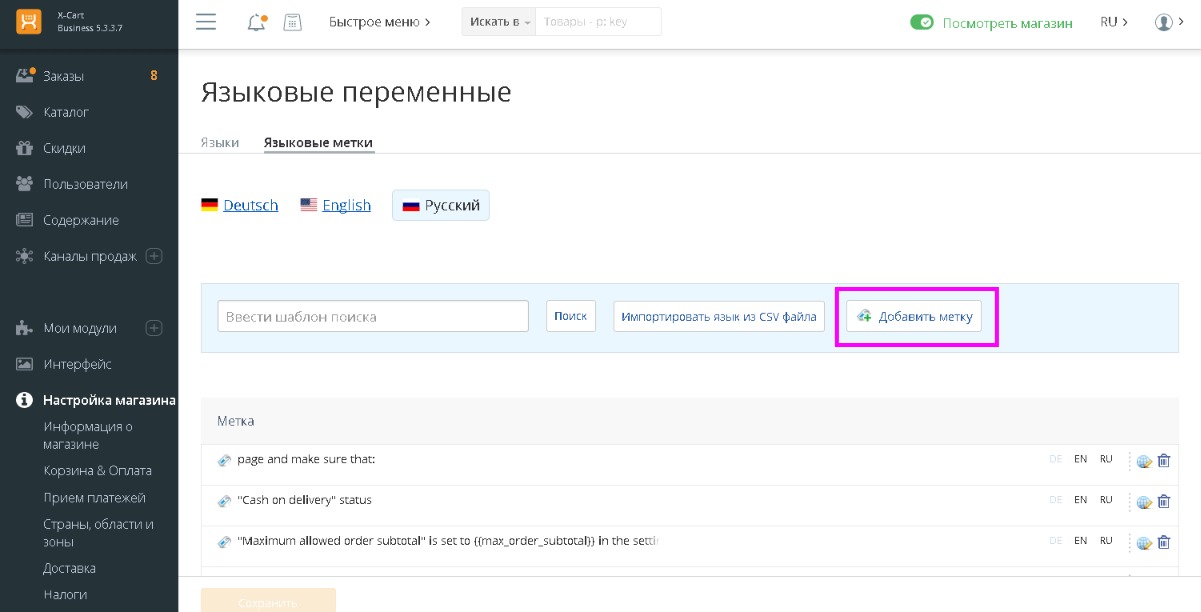 X-Cart
Business 5.3.3.7
Быстрое меню
Искать в
Товары - p: key
Посмотреть магазин
RU
Заказы 8
Каталог
Скидки
Пользователи
Содержание
Каналы продаж
Мои модули
Интерфейс
Настройка магазина
Информация о
магазине
Корзина & Оплата
Прием платежей
Страны, области и
зоны
Доставка
Налоги
Языковые переменные
Языки
Языковые метки
Deutsch
English
Русский
Ввести шаблон поиска
Поиск
Импортировать язык из CSV файла
Добавить метку
Метка
page and make sure that: DE EN RU
"Cash on delivery" status DE EN RU
"Maximum allowed order subtotal" is set to {{max_order_subtotal}} in the setti DE EN RU
Сохранить